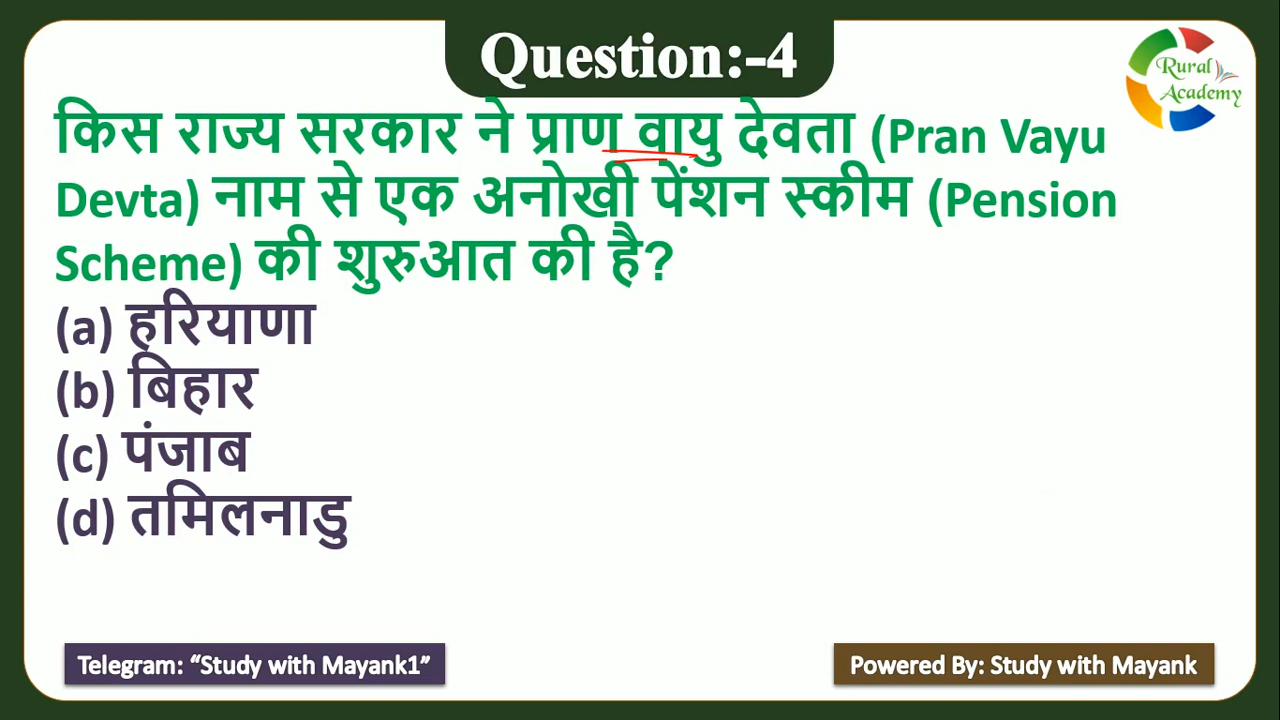 Question:-4
Rural
Academy
किस राज्य सरकार ने प्राण वायु देवता (Pran Vayu
Devta) नाम से एक अनोखी पेंशन स्कीम (Pension
Scheme) की शुरुआत की है?
(a) हरियाणा
(b) बिहार
(c) पंजाब
(d) तमिलनाडु
Telegram: “Study with Mayank1”
Powered By: Study with Mayank